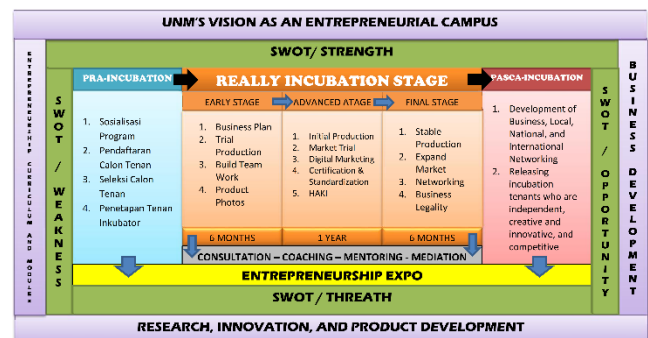 UNM'S VISION AS AN ENTREPRENEURIAL CAMPUS
ENTREPRENEURSHIP CURRICULUM AND MODULES
SWOT/ STRENGTH
SWOT / WEAKNESS
PRA-INCUBATION
1. Sosialisasi
Program
2. Pendaftaran
Calon Tenan
3. Seleksi Calon
Tenan
4. Penetapan Tenan
Inkubator
REALLY INCUBATION STAGE
EARLY STAGE
1. Business Plan
2. Trial
Production
3. Build Team
Work
4. Product
Photos
6 MONTHS
ADVANCED ATAGE
1. Initial Production
2. Market Trial
3. Digital Marketing
4. Certification &
Standardization
5. HAKI
1 YEAR
FINAL STAGE
1. Stable
Production
2. Expand
Market
3. Networking
4. Business
Legality
6 MONTHS
CONSULTATION – COACHING – MENTORING - MEDIATION
PASCA-INCUBATION
1. Development of
Business, Local,
National, and
International
Networking
2. Releasing
incubation
tenants who are
independent,
creative and
innovative, and
competitive
SWOT / OPPORTUNITY
BUSINESS DEVELOPMENT
ENTREPRENEURSHIP EXPO
SWOT / THREATH
RESEARCH, INNOVATION, AND PRODUCT DEVELOPMENT